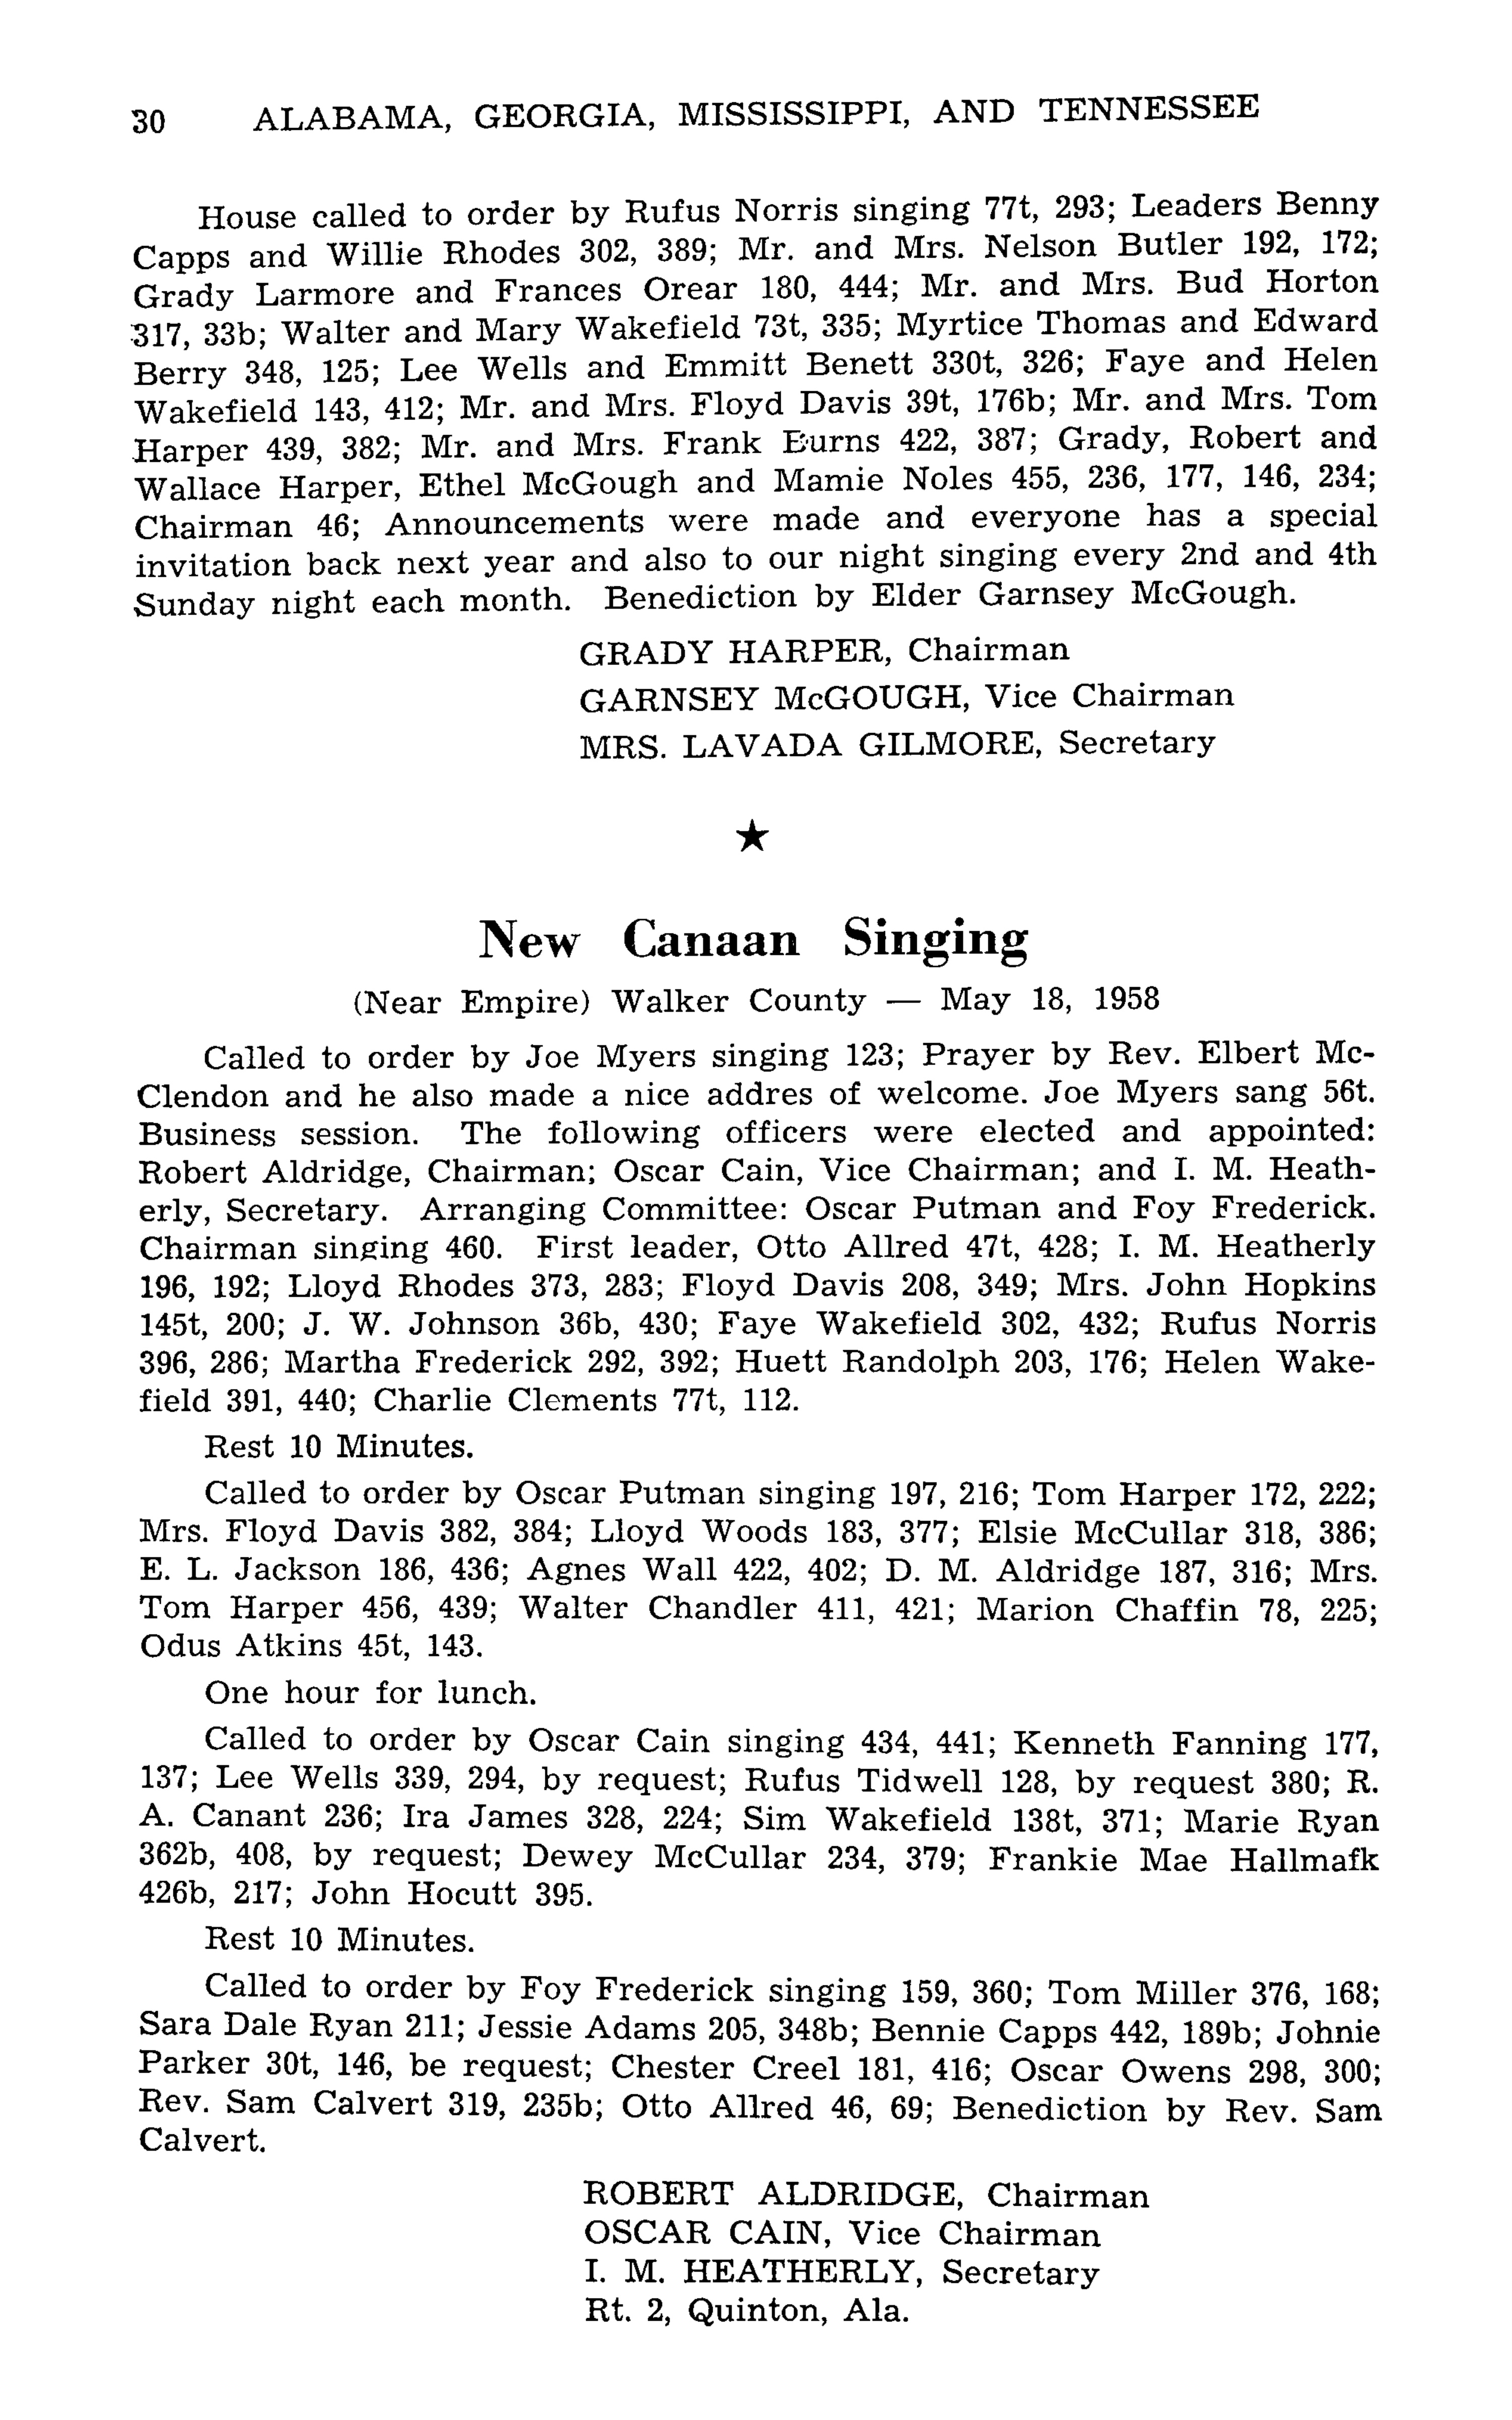 30 ALABAMA, GEORGIA, MISSISSIPPI, AND TENNESSEE
House called to order by Rufus Norris singing 77t, 293; Leaders Benny
Capps and Willie Rhodes 302, 389; Mr. and Mrs. Nelson Butler 192, 172;
Grady Larmore and Frances Orear 180, 444; Mr. and Mrs. Bud Horton
317, 33b; Walter and Mary Wakefield 73t, 335; Myrtice Thomas and Edward
Berry 348, 125; Lee Wells and Emmitt Benett 330t, 326; Faye and Helen
Wakefield 143, 412; Mr. and Mrs. Floyd Davis 39t, 176b; Mr. and Mrs. Tom
Harper 439, 382; Mr. and Mrs. Frank Burns 422, 387; Grady, Robert and
Wallace Harper, Ethel McGough and Mamie Noles 455, 236, 177, 146, 234;
Chairman 46; Announcements were made and everyone has a special
invitation back next year and also to our night singing every 2nd and 4th
Sunday night each month. Benediction by Elder Garnsey McGough.
GRADY HARPER, Chairman
GARNSEY McGOUGH, Vice Chairman
MRS. LAVADA GILMORE, Secretary
★
New Canaan Singing
(Near Empire) Walker County — May 18, 1958
Called to order by Joe Myers singing 123; Prayer by Rev. Elbert Mc-
Clendon and he also made a nice addres of welcome. Joe Myers sang 56t.
Business session. The following officers were elected and appointed:
Robert Aldridge, Chairman; Oscar Cain, Vice Chairman; and I. M. Heath-
erly, Secretary. Arranging Committee: Oscar Putman and Foy Frederick.
Chairman singing 460. First leader, Otto Allred 47t, 428; I. M. Heatherly
196, 192; Lloyd Rhodes 373, 283; Floyd Davis 208, 349; Mrs. John Hopkins
145t, 200; J. W. Johnson 36b, 430; Faye Wakefield 302, 432; Rufus Norris
396, 286; Martha Frederick 292, 392; Huett Randolph 203, 176; Helen Wake-
field 391, 440; Charlie Clements 77t, 112.
Rest 10 Minutes.
Called to order by Oscar Putman singing 197, 216; Tom Harper 172, 222;
Mrs. Floyd Davis 382, 384; Lloyd Woods 183, 377; Elsie McCullar 318, 386;
E. L. Jackson 186, 436; Agnes Wall 422, 402; D. M. Aldridge 187, 316; Mrs.
Tom Harper 456, 439; Walter Chandler 411, 421; Marion Chaffin 78, 225;
Odus Atkins 45t, 143.
One hour for lunch.
Called to order by Oscar Cain singing 434, 441; Kenneth Fanning 177,
137; Lee Wells 339, 294, by request; Rufus Tidwell 128, by request 380; R.
A. Canant 236; Ira James 328, 224; Sim Wakefield 138t, 371; Marie Ryan
362b, 408, by request; Dewey McCullar 234, 379; Frankie Mae Hallmafk
426b, 217; John Hocutt 395.
Rest 10 Minutes.
Called to order by Foy Frederick singing 159, 360; Tom Miller 376, 168;
Sara Dale Ryan 211; Jessie Adams 205, 348b; Bennie Capps 442, 189b; Johnie
Parker 30t, 146, be request; Chester Creel 181, 416; Oscar Owens 298, 300;
Rev. Sam Calvert 319, 235b; Otto Allred 46, 69; Benediction by Rev. Sam
Calvert.
ROBERT ALDRIDGE, Chairman
OSCAR CAIN, Vice Chairman
I. M. HEATHERLY, Secretary
Rt. 2, Quinton, Ala.